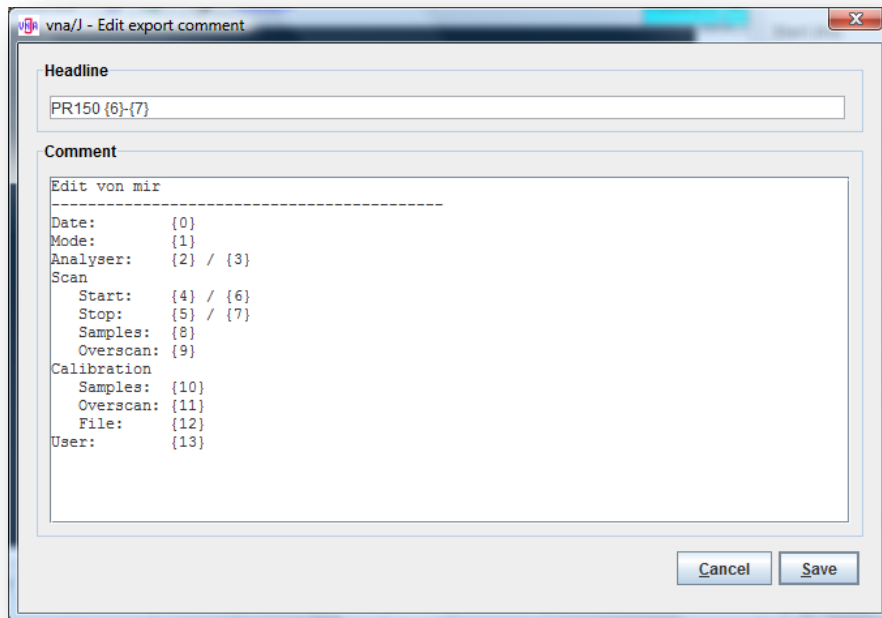 vna/J - Edit export comment
Headline
PR150 {6}-{7}
Comment
Edit von mir
-------------------------------------------
Date:        {0}
Mode:        {1}
Analyser:    {2} / {3}
Scan
   Start:    {4} / {6}
   Stop:     {5} / {7}
   Samples:  {8}
   Overscan: {9}
Calibration
   Samples:  {10}
   Overscan: {11}
   File:     {12}
User:        {13}
Cancel Save